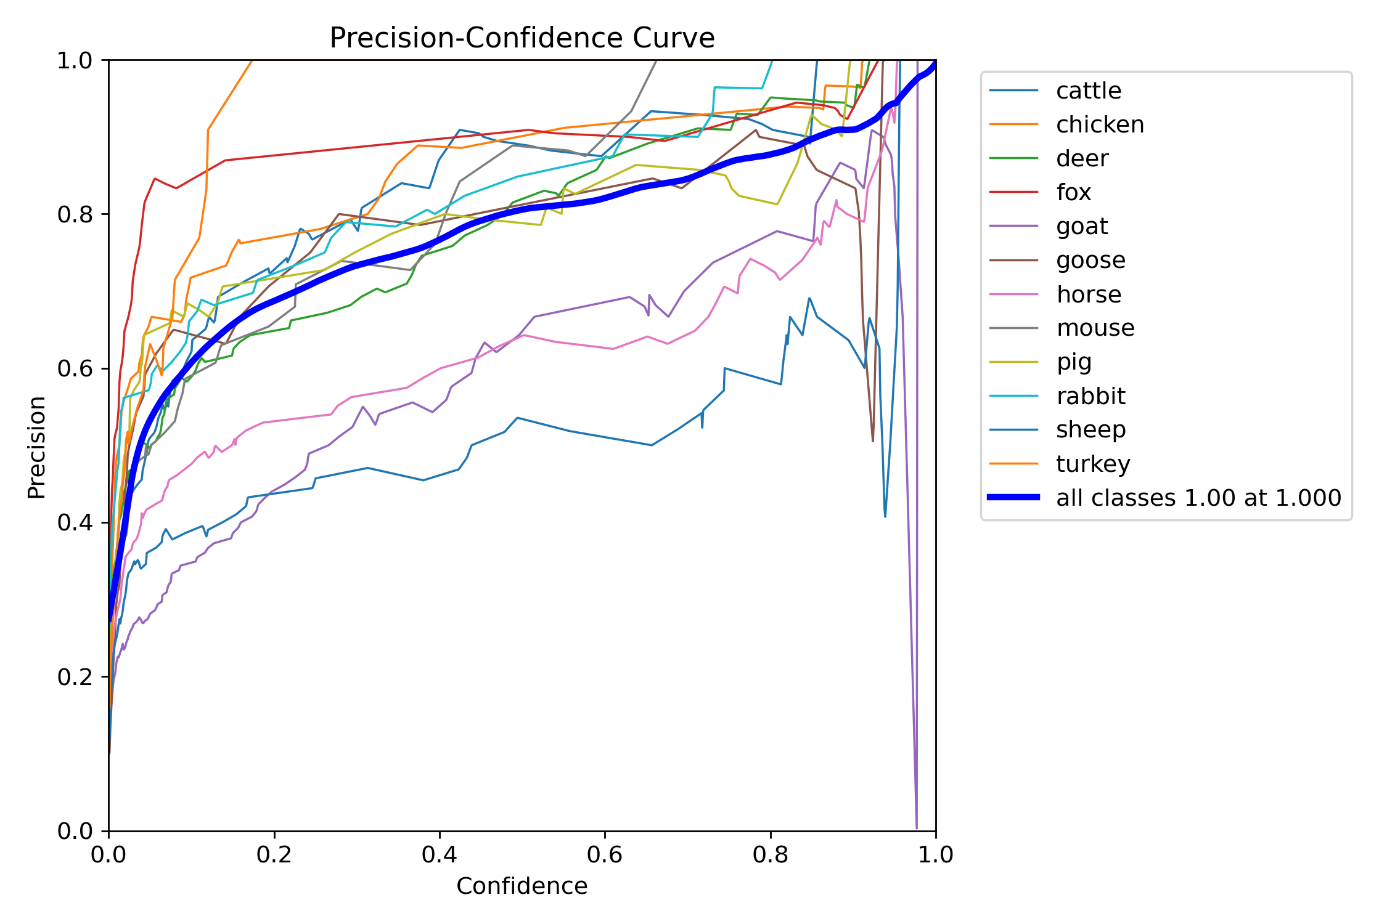 Precision-Confidence Curve
1.0
0.8
0.6
0.4
0.2
0.0
Precision
0.0 0.2 0.4 0.6 0.8 1.0
Confidence
cattle
chicken
deer
fox
goat
goose
horse
mouse
pig
rabbit
sheep
turkey
all classes 1.00 at 1.000